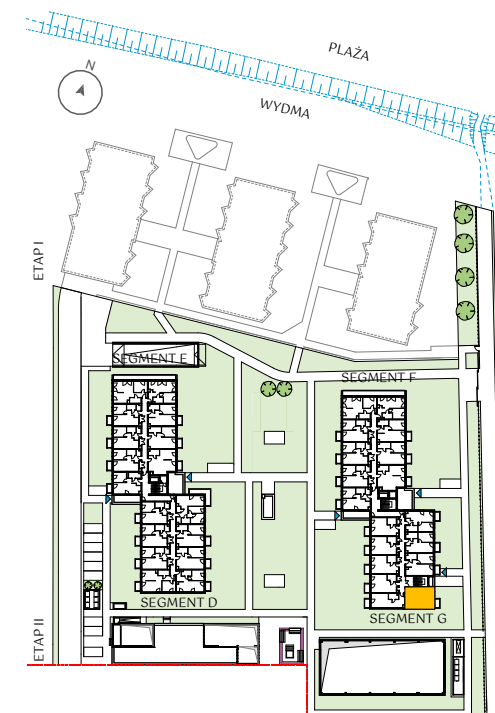 PLAŻA
WYDMA
N
ETAP I
SEGMENT E
SEGMENT F
SEGMENT D
SEGMENT G
ETAP II